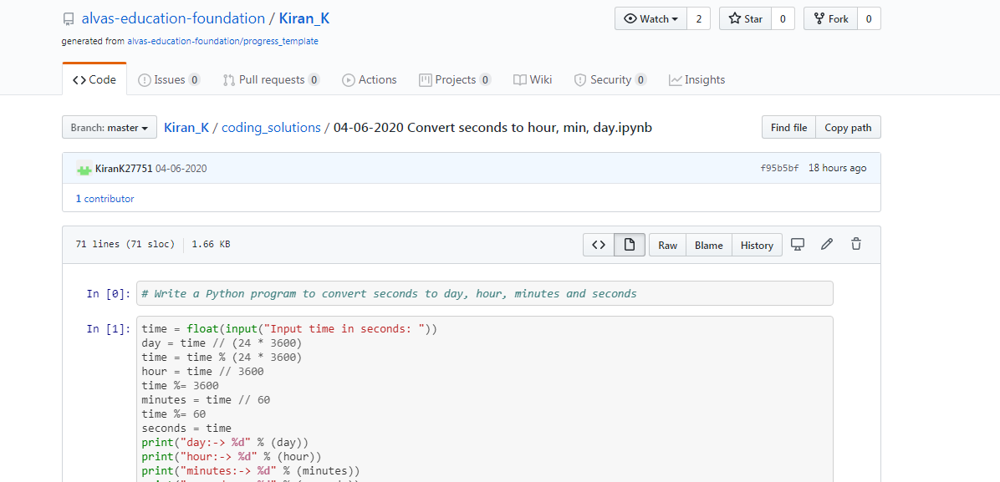 alvas-education-foundation / Kiran_K
Watch 2 Star 0 Fork 0
generated from alvas-education-foundation/progress_template
Code Issues 0 Pull requests 0 Actions Projects 0 Wiki Security 0 Insights
Branch: master Kiran_K / coding_solutions / 04-06-2020 Convert seconds to hour, min, day.ipynb Find file Copy path
KiranK27751 04-06-2020 f95b5bf 18 hours ago
1 contributor
71 lines (71 sloc) 1.66 KB Raw Blame History
In [0]: # Write a Python program to convert seconds to day, hour, minutes and seconds
In [1]: time = float(input("Input time in seconds: "))
day = time // (24 * 3600)
time = time % (24 * 3600)
hour = time // 3600
time %= 3600
minutes = time // 60
time %= 60
seconds = time
print("day:-> %d" % (day))
print("hour:-> %d" % (hour))
print("minutes:-> %d" % (minutes))